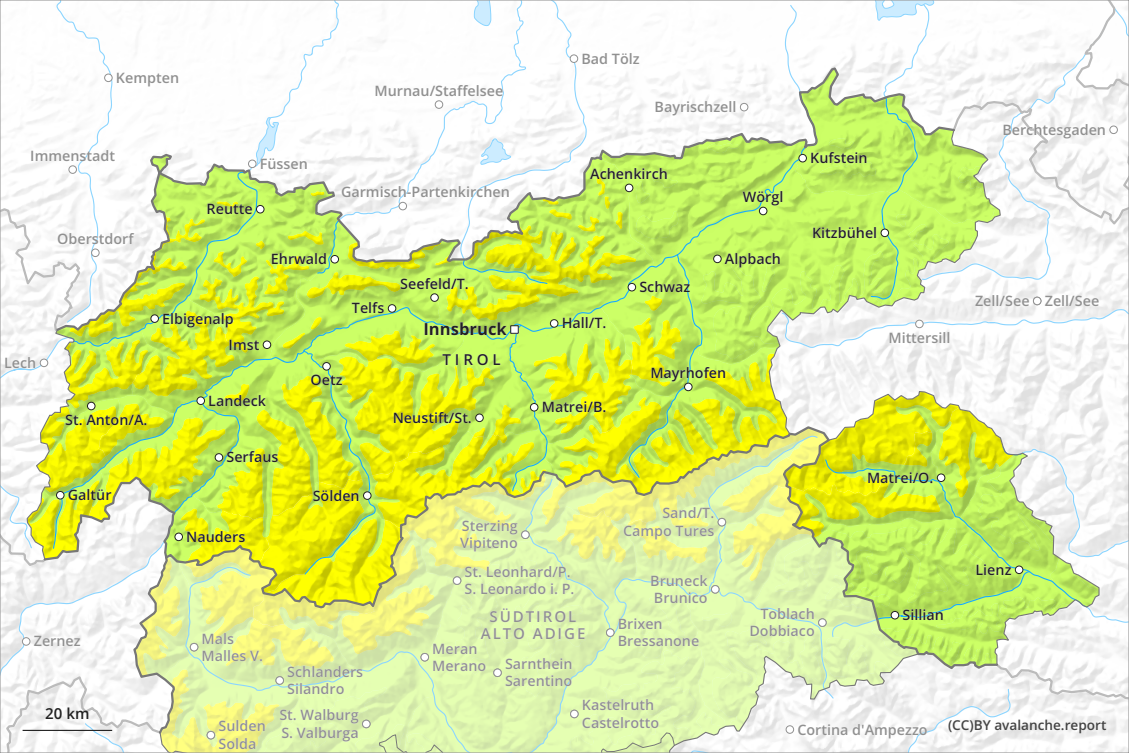 Bad Tölz
Kempten
Murnau/Staffelsee
Bayrischzell
Berchtesgaden
Immenstadt
Füssen
Kufstein
Achenkirch
Garmisch-Partenkirchen
Wörgl
Reutte
Kitzbühel
Oberstdorf
Ehrwald
Alpbach
Seefeld/T.
Schwaz
Zell/See
Zell/See
Telfs
Elbigenalp
Innsbruck
Hall/T.
Mittersill
Imst
TIROL
Lech
Oetz
Mayrhofen
Landeck
Matrei/B.
St. Anton/A.
Neustift/St.
Serfaus
Matrei/O.
Galtür
Sölden
Sand/T.
Campo Tures
Sterzing
Vipiteno
Nauders
Lienz
St. Leonhard/P.
S. Leonardo i. P.
Bruneck
Brunico
SÜDTIROL
ALTO ADIGE
Toblach
Dobbiaco
Sillian
Brixen
Bressanone
Zernez
Mals
Malles V.
Meran
Merano
Sarnthein
Sarentino
Schlanders
Silandro
Kastelruth
Castelrotto
20 km
St. Walburg
S. Valburga
Sulden
Solda
Cortina d'Ampezzo
(CC)BY avalanche.report